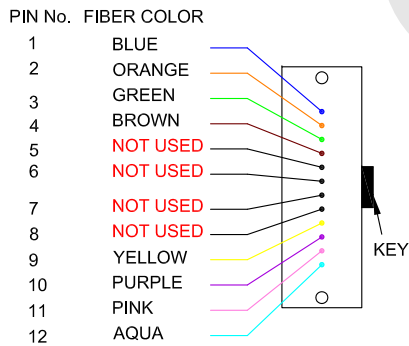 PIN No. FIBER COLOR
1 BLUE
2 ORANGE
3 GREEN
4 BROWN
5 NOT USED
6 NOT USED
7 NOT USED
8 NOT USED
9 YELLOW
10 PURPLE
11 PINK
12 AQUA
KEY